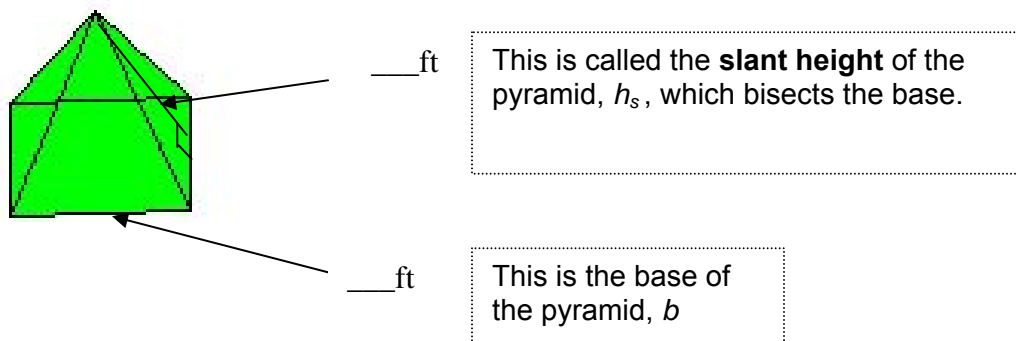 ___ft
This is called the slant height of the
pyramid, hs, which bisects the base.
___ft
This is the base of
the pyramid, b